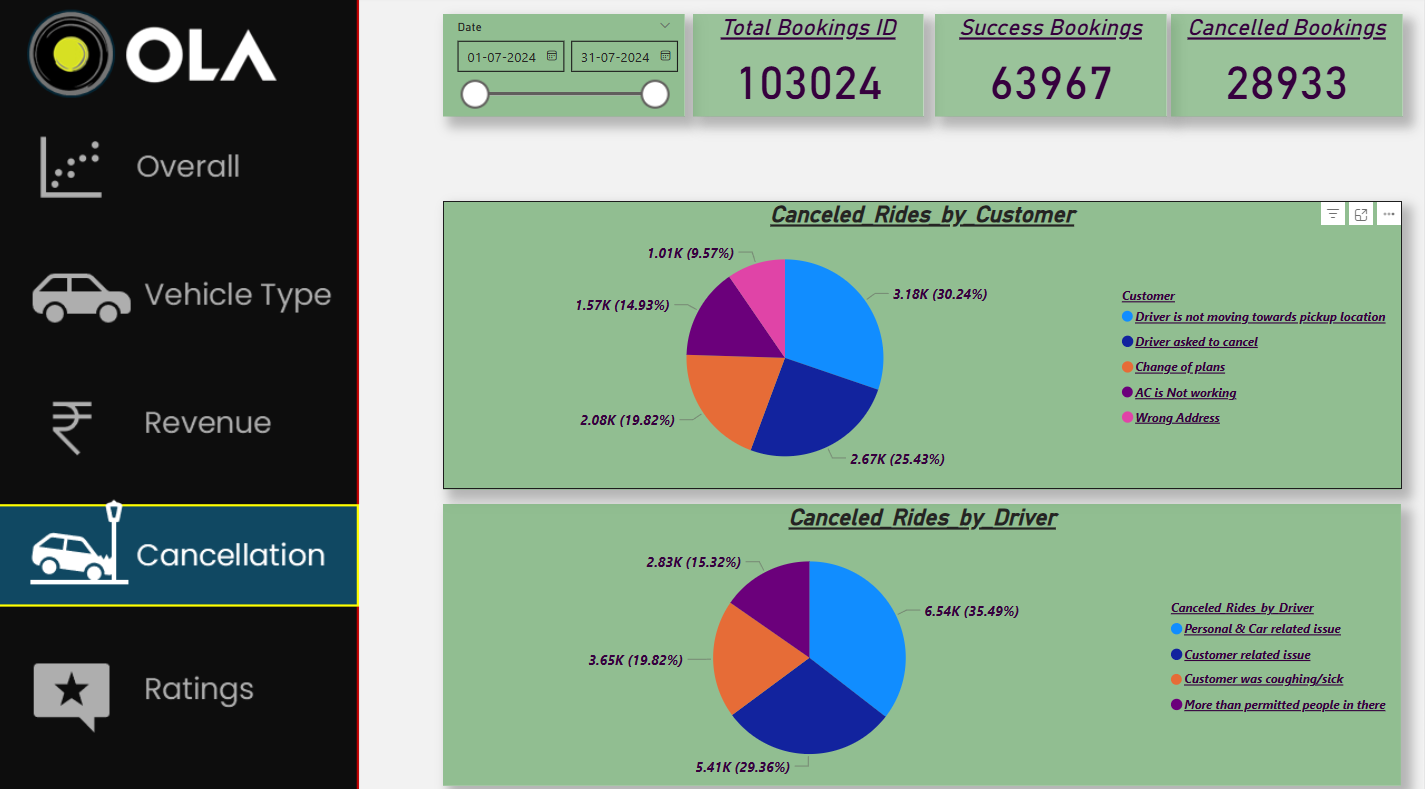 OLA
Overall
Vehicle Type
Revenue
Cancellation
Ratings
Date
01-07-2024
31-07-2024
Total Bookings ID
103024
Success Bookings
63967
Cancelled Bookings
28933
Canceled_Rides_by_Customer
1.01K (9.57%)
1.57K (14.93%)
3.18K (30.24%)
2.08K (19.82%)
2.67K (25.43%)
Customer
Driver is not moving towards pickup location
Driver asked to cancel
Change of plans
AC is Not working
Wrong Address
Canceled_Rides_by_Driver
2.83K (15.32%)
6.54K (35.49%)
3.65K (19.82%)
5.41K (29.36%)
Canceled_Rides_by_Driver
Personal & Car related issue
Customer related issue
Customer was coughing/sick
More than permitted people in there